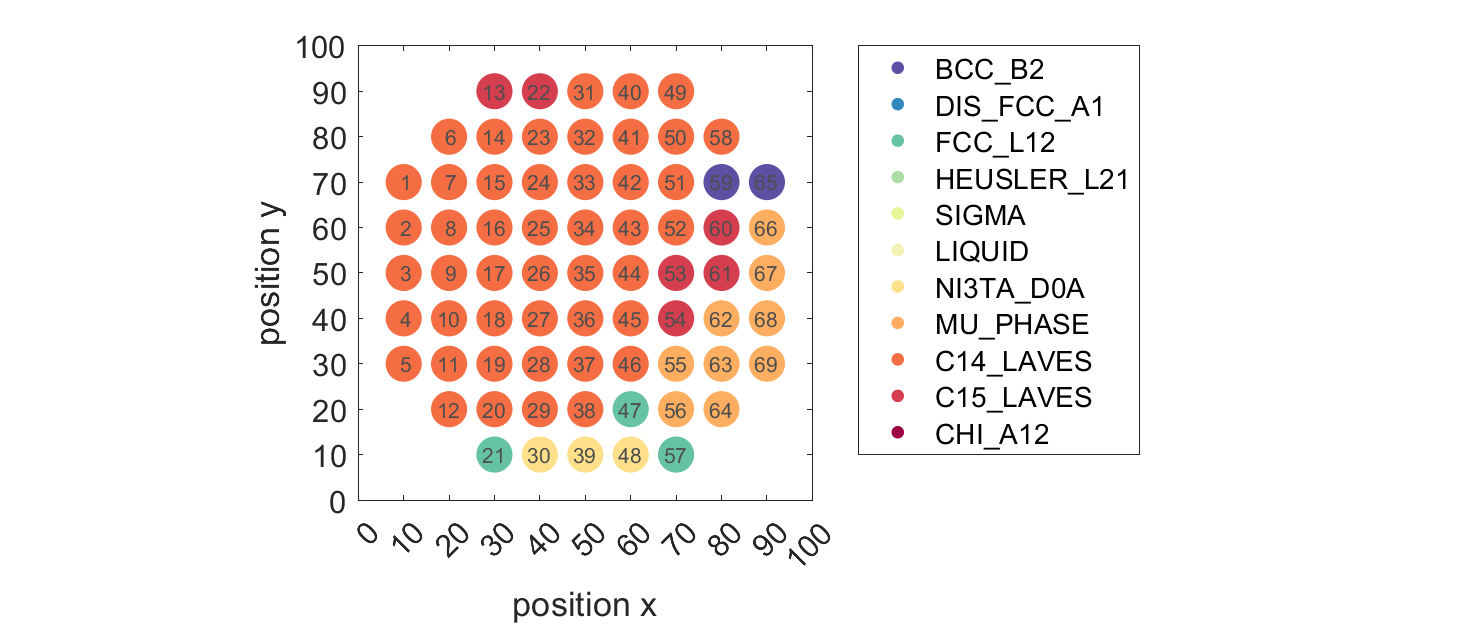 100
90 13 22 31 40 49
80 6 14 23 32 41 50 58
70 1 7 15 24 33 42 51 59 65
60 2 8 16 25 34 43 52 60 66
50 3 9 17 26 35 44 53 61 67
40 4 10 18 27 36 45 54 62 68
30 5 11 19 28 37 46 55 63 69
20 12 20 29 38 47 56 64
10 21 30 39 48 57
0
0 10 20 30 40 50 60 70 80 90 100
position x
position y
BCC_B2
DIS_FCC_A1
FCC_L12
HEUSLER_L21
SIGMA
LIQUID
NI3TA_D0A
MU_PHASE
C14_LAVES
C15_LAVES
CHI_A12